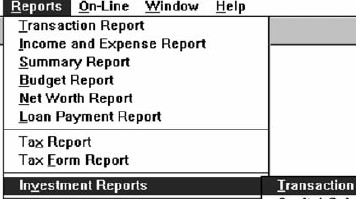 Reports On-Line Window Help
Transaction Report
Income and Expense Report
Summary Report
Budget Report
Net Worth Report
Loan Payment Report
Tax Report
Tax Form Report
Investment Reports Transaction